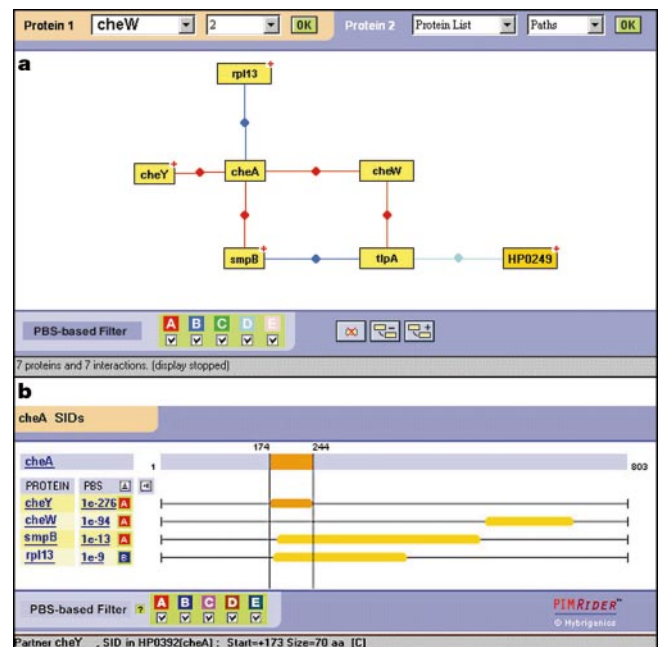 Protein 1 cheW 2 OK Protein 2 Protein List Paths OK
a
rpl13
cheY cheA cheW
smpB tlpA HP0249
PBS-based Filter A B C D E
7 proteins and 7 interactions. (display stopped)
b
cheA SIDs
174 244
cheA 1 803
PROTEIN PBS
cheY 1e-276 A
cheW 1e-94 A
smpB 1e-13 A
rpl13 1e-9 B
PBS-based Filter ? A B C D E
PIMRIDER™
© Hybrigenics
Partner cheY , SID in HP0392(cheA) : Start=+173 Size=70 aa [C]